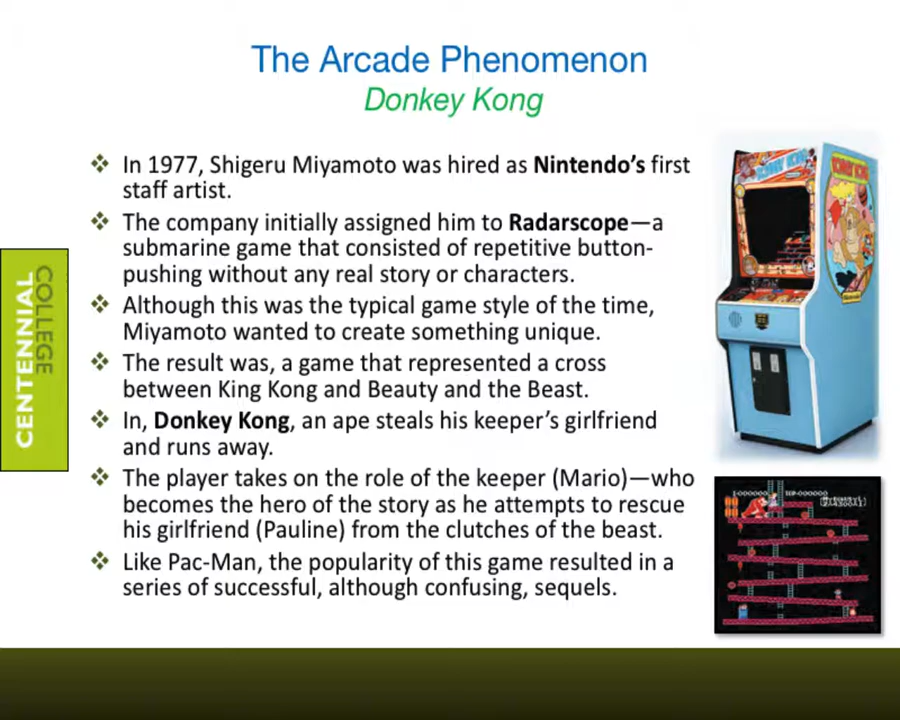 The Arcade Phenomenon
Donkey Kong
In 1977, Shigeru Miyamoto was hired as Nintendo's first
staff artist.
The company initially assigned him to Radarscope—a
submarine game that consisted of repetitive button-
pushing without any real story or characters.
Although this was the typical game style of the time,
Miyamoto wanted to create something unique.
The result was, a game that represented a cross
between King Kong and Beauty and the Beast.
In, Donkey Kong, an ape steals his keeper's girlfriend
and runs away.
The player takes on the role of the keeper (Mario)—who
becomes the hero of the story as he attempts to rescue
his girlfriend (Pauline) from the clutches of the beast.
Like Pac-Man, the popularity of this game resulted in a
series of successful, although confusing, sequels.
CENTENNIAL
COLLEGE